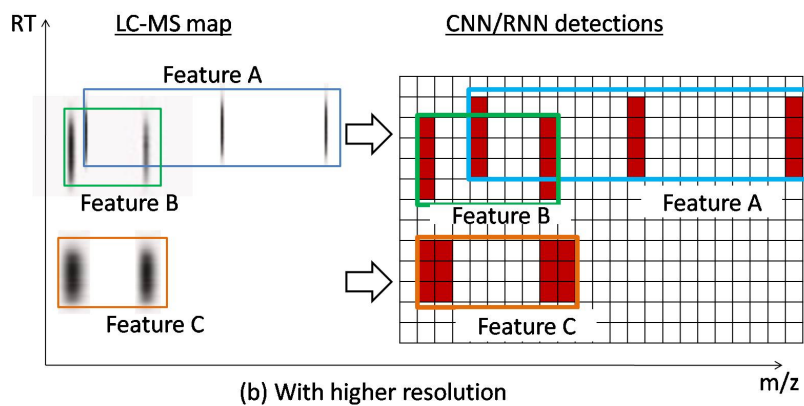 RT
LC-MS map
CNN/RNN detections
Feature A
Feature B
Feature A
Feature B
Feature C
Feature C
m/z
(b) With higher resolution